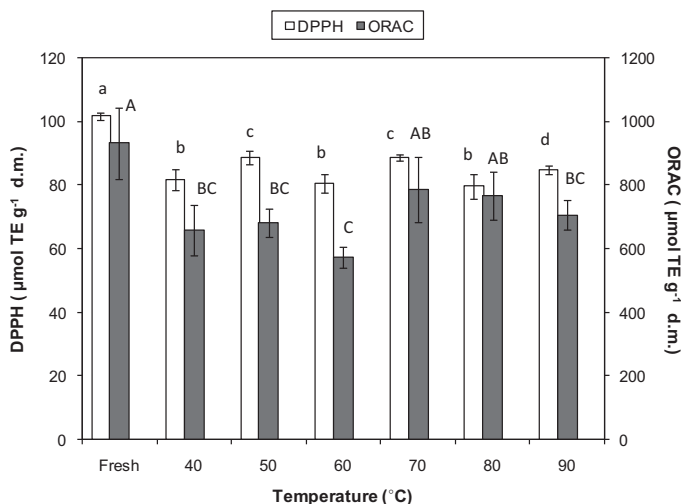 DPPH ORAC
120 1200
100 1000
80 800
60 600
40 400
20 200
0 0
a A b BC c BC b C c AB b AB d BC
DPPH ( µmol TE g-1 d.m.)
ORAC ( µmol TE g-1 d.m.)
Fresh 40 50 60 70 80 90
Temperature (°C)